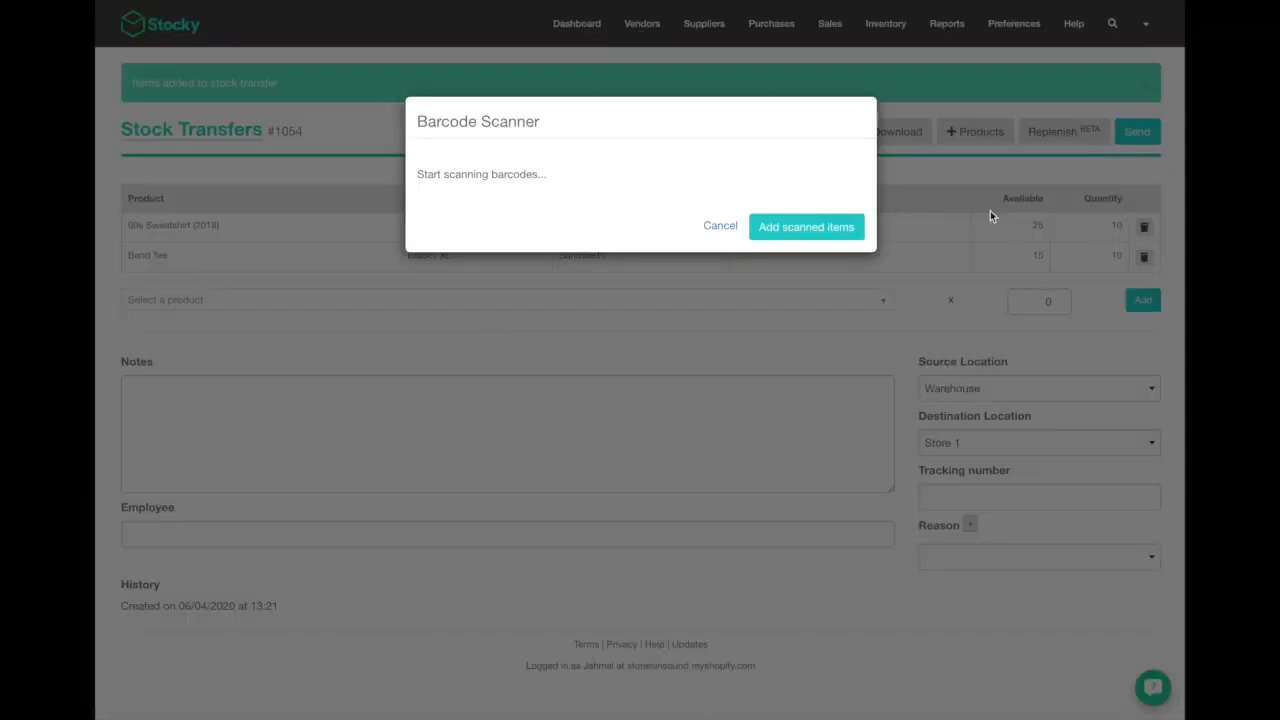 Stocky
Dashboard Vendors Suppliers Purchases Sales Inventory Reports Preferences Help
Items added to stock transfer
Stock Transfers #1054
Download + Products Replenish BETA Send
Barcode Scanner
Start scanning barcodes...
Cancel Add scanned items
Product Available Quantity
90s Sweatshirt (2018) 25 10
Band Tee 15 10
Select a product x 0 Add
Notes
Source Location
Warehouse
Destination Location
Store 1
Tracking number
Employee
Reason +
History
Created on 06/04/2020 at 13:21
Terms | Privacy | Help | Updates
Logged in as Jahmal at stonesinsound.myshopify.com